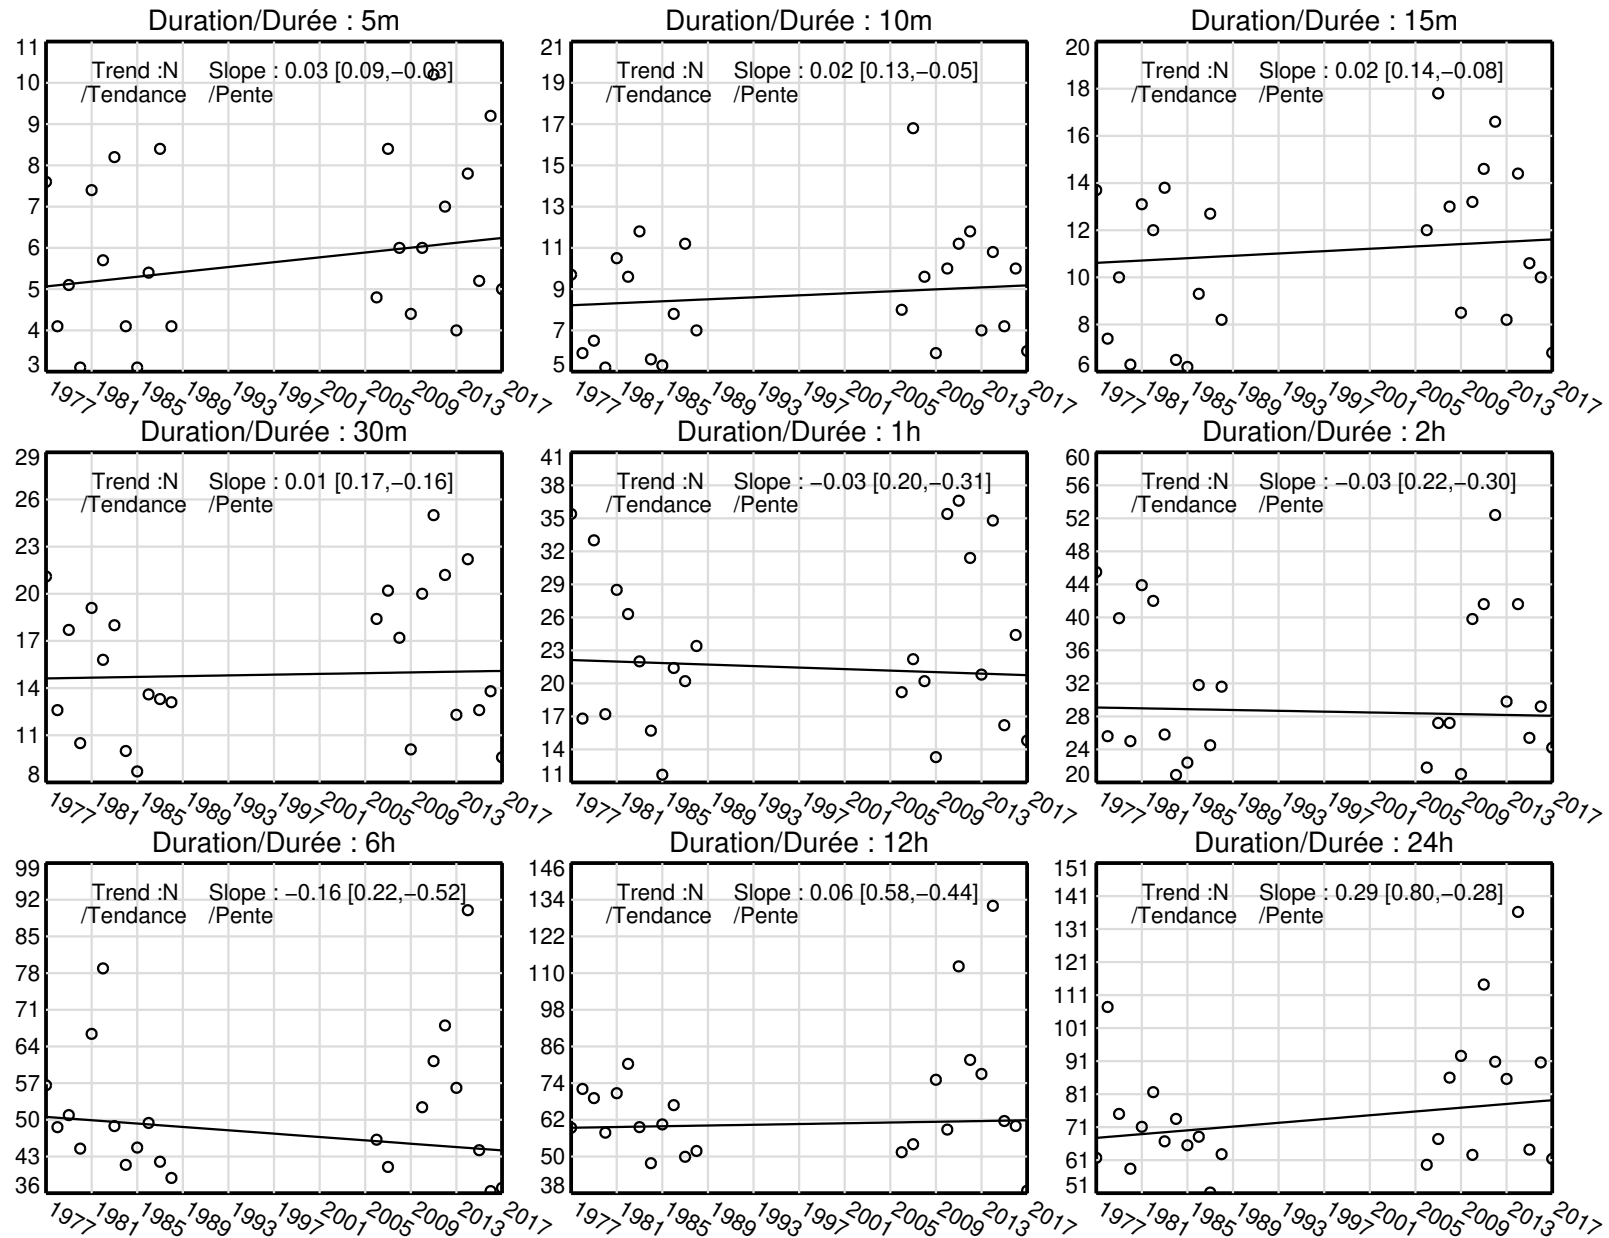 Duration/Durée : 5m
Trend :N Slope : 0.03 [0.09,−0.03]
/Tendance /Pente
11
10
9
8
7
6
5
4
3
1977 1981 1985 1989 1993 1997 2001 2005 2009 2013 2017
Duration/Durée : 10m
Trend :N Slope : 0.02 [0.13,−0.05]
/Tendance /Pente
21
19
17
15
13
11
9
7
5
1977 1981 1985 1989 1993 1997 2001 2005 2009 2013 2017
Duration/Durée : 15m
Trend :N Slope : 0.02 [0.14,−0.08]
/Tendance /Pente
20
18
16
14
12
10
8
6
1977 1981 1985 1989 1993 1997 2001 2005 2009 2013 2017
Duration/Durée : 30m
Trend :N Slope : 0.01 [0.17,−0.16]
/Tendance /Pente
29
26
23
20
17
14
11
8
1977 1981 1985 1989 1993 1997 2001 2005 2009 2013 2017
Duration/Durée : 1h
Trend :N Slope : −0.03 [0.20,−0.31]
/Tendance /Pente
41
38
35
32
29
26
23
20
17
14
11
1977 1981 1985 1989 1993 1997 2001 2005 2009 2013 2017
Duration/Durée : 2h
Trend :N Slope : −0.03 [0.22,−0.30]
/Tendance /Pente
60
56
52
48
44
40
36
32
28
24
20
1977 1981 1985 1989 1993 1997 2001 2005 2009 2013 2017
Duration/Durée : 6h
Trend :N Slope : −0.16 [0.22,−0.52]
/Tendance /Pente
99
92
85
78
71
64
57
50
43
36
1977 1981 1985 1989 1993 1997 2001 2005 2009 2013 2017
Duration/Durée : 12h
Trend :N Slope : 0.06 [0.58,−0.44]
/Tendance /Pente
146
134
122
110
98
86
74
62
50
38
1977 1981 1985 1989 1993 1997 2001 2005 2009 2013 2017
Duration/Durée : 24h
Trend :N Slope : 0.29 [0.80,−0.28]
/Tendance /Pente
151
141
131
121
111
101
91
81
71
61
51
1977 1981 1985 1989 1993 1997 2001 2005 2009 2013 2017